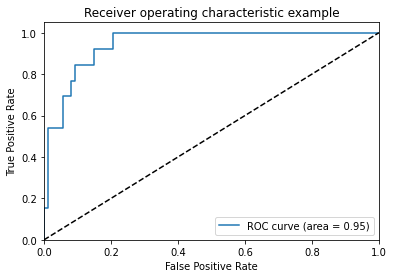 Receiver operating characteristic example
True Positive Rate
1.0
0.8
0.6
0.4
0.2
0.0
ROC curve (area = 0.95)
0.0 0.2 0.4 0.6 0.8 1.0
False Positive Rate